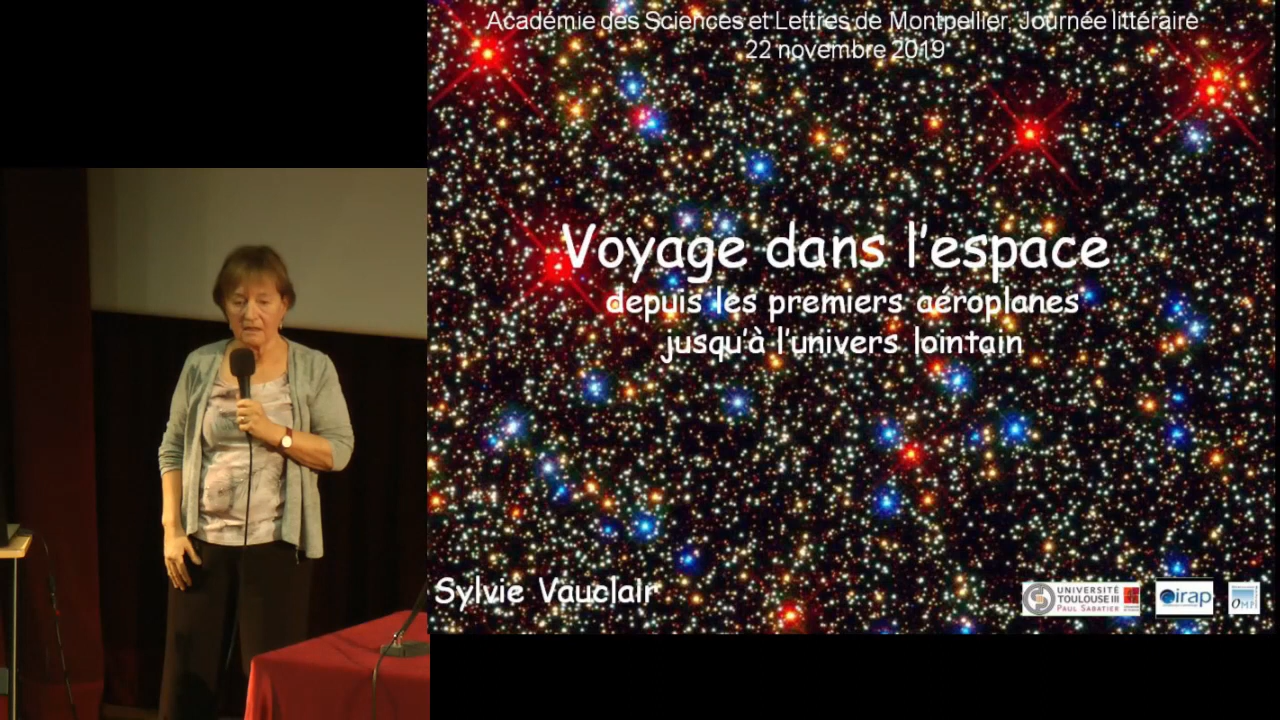 Académie des Sciences et Lettres de Montpellier, Journée littéraire
22 novembre 2019
Voyage dans l'espace
depuis les premiers aéroplanes
jusqu'à l'univers lointain
Sylvie Vauclair
UNIVERSITÉ
TOULOUSE III
PAUL SABATIER
irap
OMP